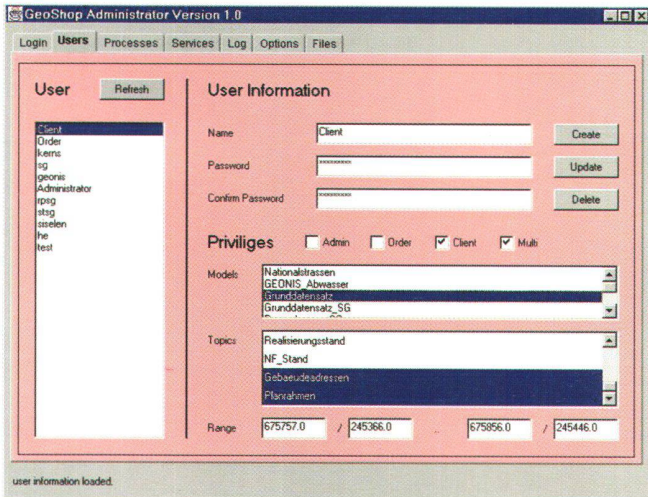 GeoShop Administrator Version 1.0
Login Users Processes Services Log Options Files
User Refresh
Client
Order
kerns
sg
geonis
Administrator
rpsg
stsg
siselen
he
test
User Information
Name Client Create
Password ******** Update
Confirm Password ******** Delete
Priviliges Admin Order Client Multi
Models
Nationalstrassen
GEONIS_Abwasser
Grunddatensatz
Grunddatensatz_SG
Topics
Realisierungsstand
NF_Stand
Gebaeudeadressen
Planrahmen
Range 675757.0 / 245366.0 - 675856.0 / 245446.0
user information loaded.